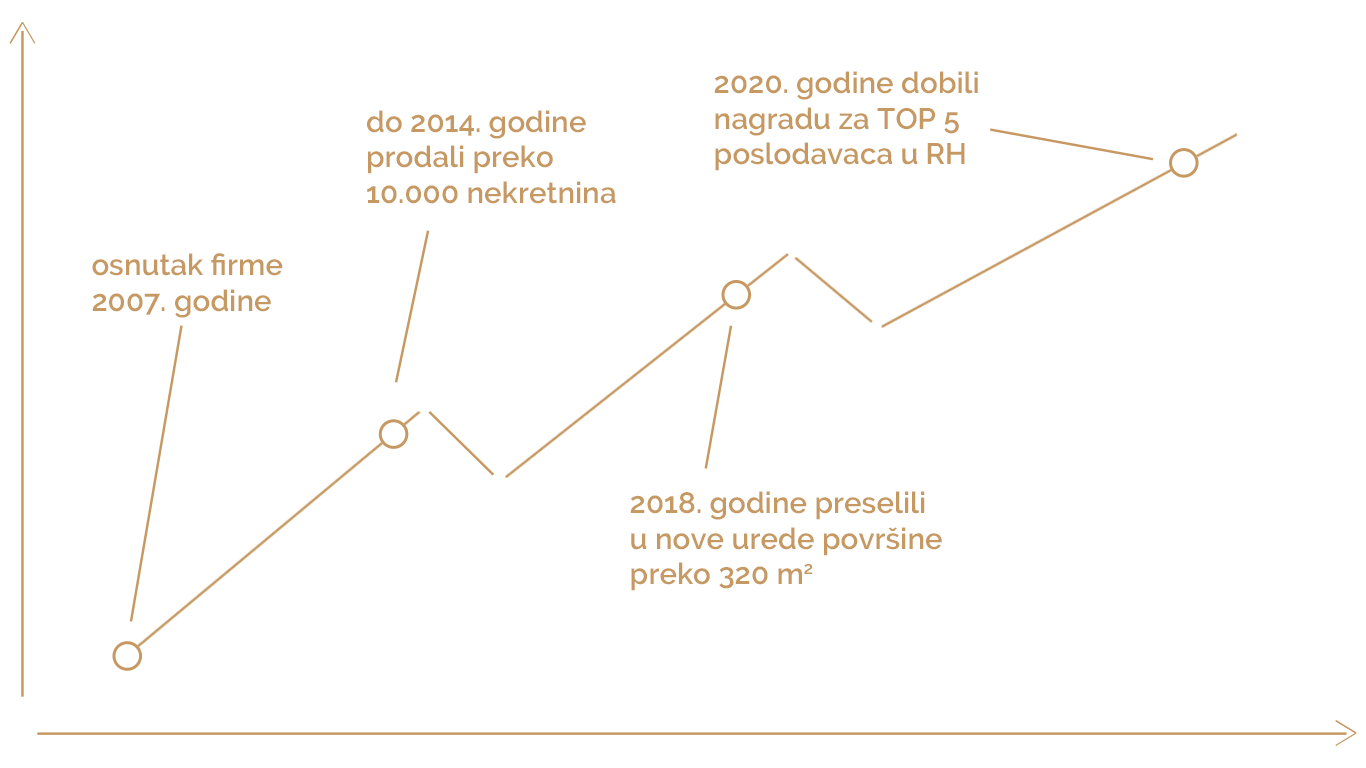 osnutak firme
2007. godine
do 2014. godine
prodali preko
10.000 nekretnina
2018. godine preselili
u nove urede površine
preko 320 m²
2020. godine dobili
nagradu za TOP 5
poslodavaca u RH